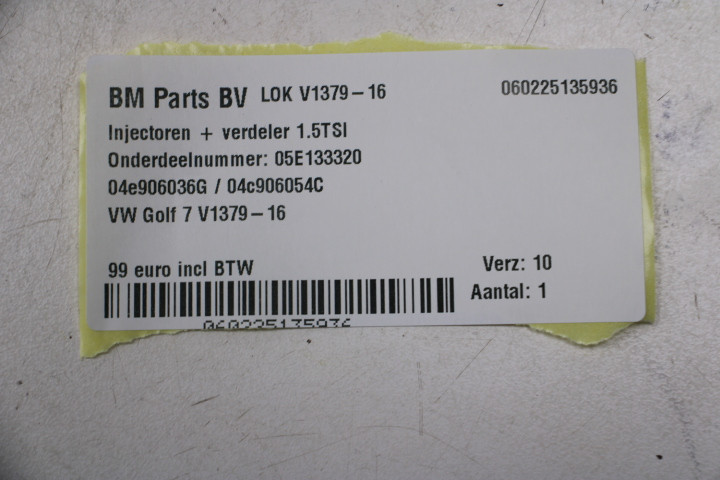 BM Parts BV LOK V1379-16 060225135936
Injectoren + verdeler 1.5TSI
Onderdeelnummer: 05E133320
04e906036G / 04c906054C
VW Golf 7 V1379-16
99 euro incl BTW Verz: 10
Aantal: 1
060225135936